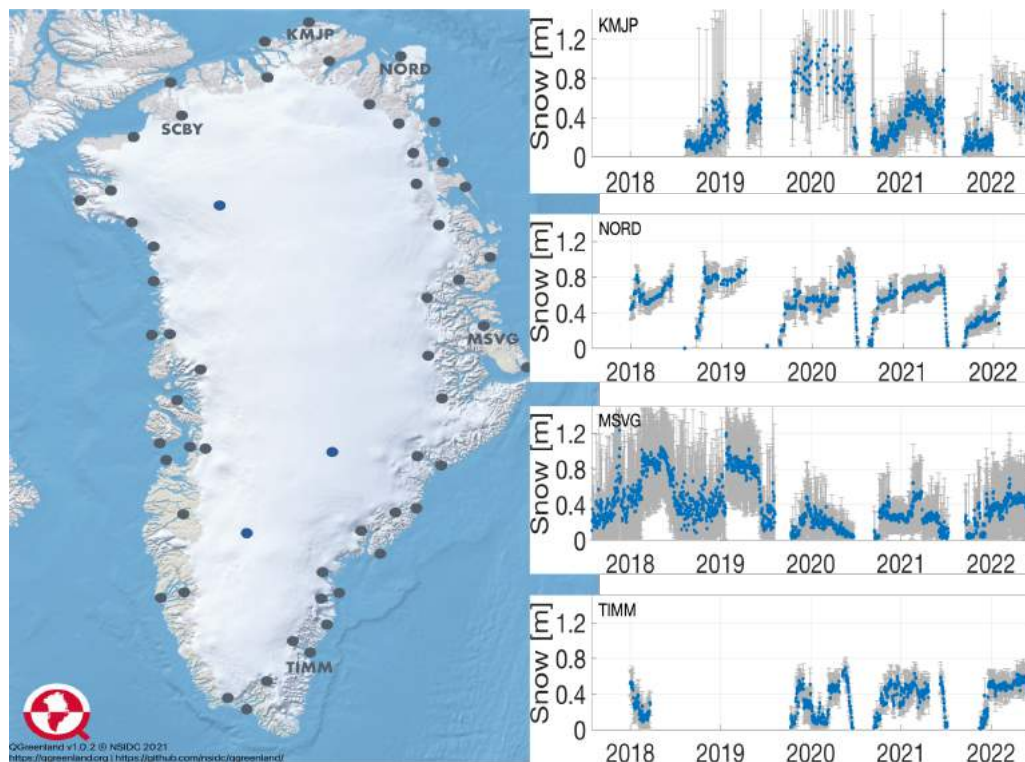 KMJP
NORD
SCBY
MSVG
TIMM
QGreenland v1.0.2 © NSIDC 2021
https://qgreenland.org | https://github.com/nsidc/qgreenland/
KMJP
Snow [m]
1.2
0.8
0.4
0
2018 2019 2020 2021 2022
NORD
Snow [m]
1.2
0.8
0.4
0
2018 2019 2020 2021 2022
MSVG
Snow [m]
1.2
0.8
0.4
0
2018 2019 2020 2021 2022
TIMM
Snow [m]
1.2
0.8
0.4
0
2018 2019 2020 2021 2022